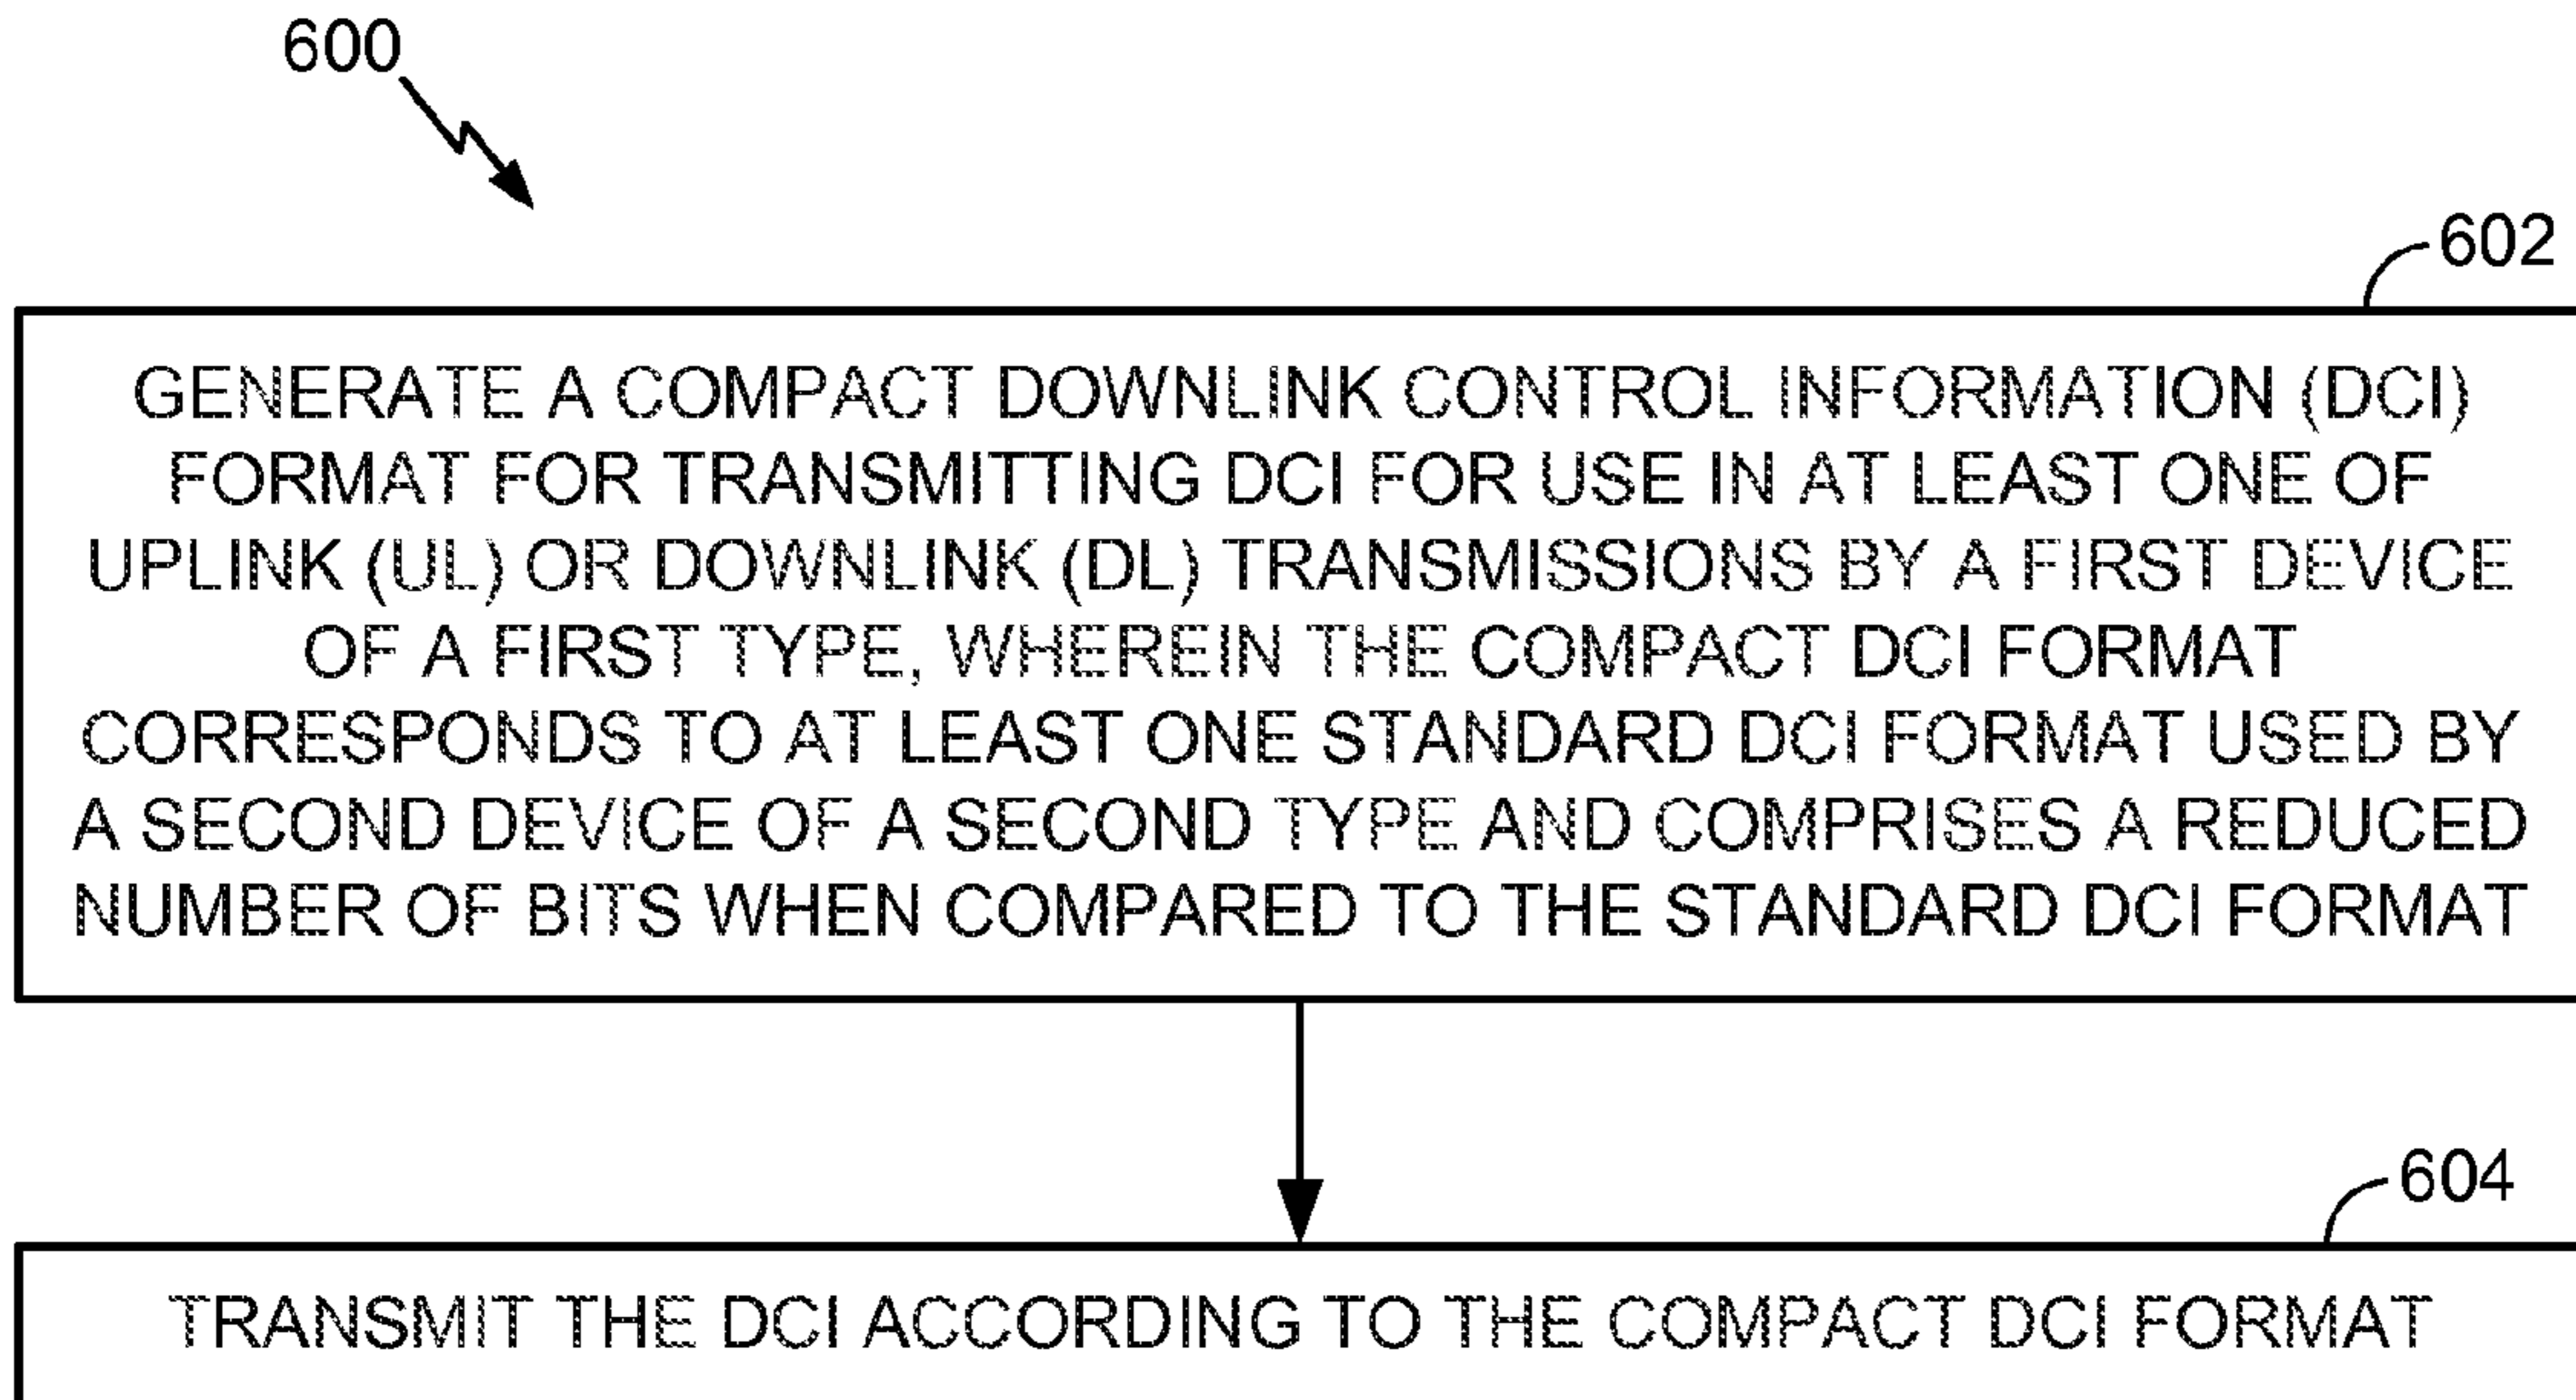 600
602
GENERATE A COMPACT DOWNLINK CONTROL INFORMATION (DCI)
FORMAT FOR TRANSMITTING DCI FOR USE IN AT LEAST ONE OF
UPLINK (UL) OR DOWNLINK (DL) TRANSMISSIONS BY A FIRST DEVICE
OF A FIRST TYPE, WHEREIN THE COMPACT DCI FORMAT
CORRESPONDS TO AT LEAST ONE STANDARD DCI FORMAT USED BY
A SECOND DEVICE OF A SECOND TYPE AND COMPRISES A REDUCED
NUMBER OF BITS WHEN COMPARED TO THE STANDARD DCI FORMAT
604
TRANSMIT THE DCI ACCORDING TO THE COMPACT DCI FORMAT